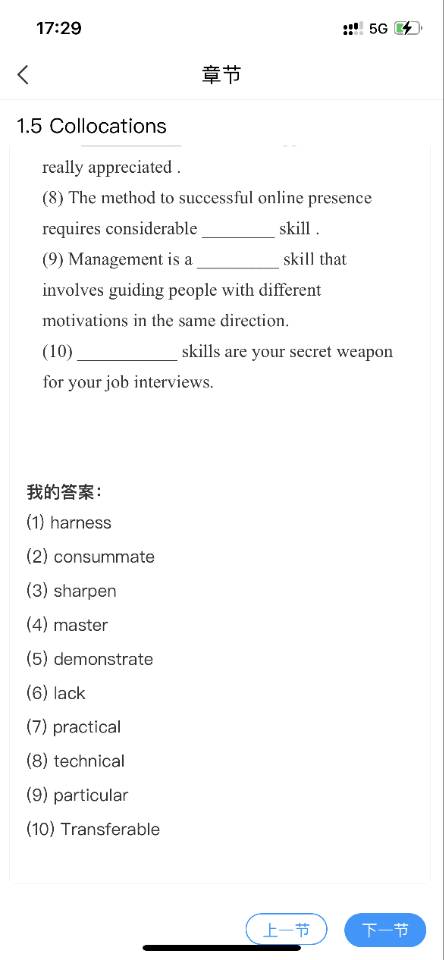 17:29
5G
章节
1.5 Collocations
really appreciated .
(8) The method to successful online presence
requires considerable ________ skill .
(9) Management is a _________ skill that
involves guiding people with different
motivations in the same direction.
(10) ___________ skills are your secret weapon
for your job interviews.
我的答案：
(1) harness
(2) consummate
(3) sharpen
(4) master
(5) demonstrate
(6) lack
(7) practical
(8) technical
(9) particular
(10) Transferable
上一节
下一节